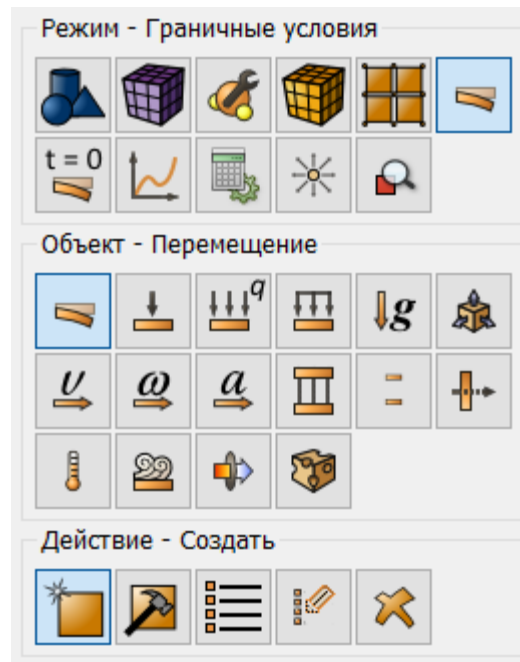 Режим - Граничные условия
t = 0
Объект - Перемещение
q
g
υ
ω
a
Действие - Создать